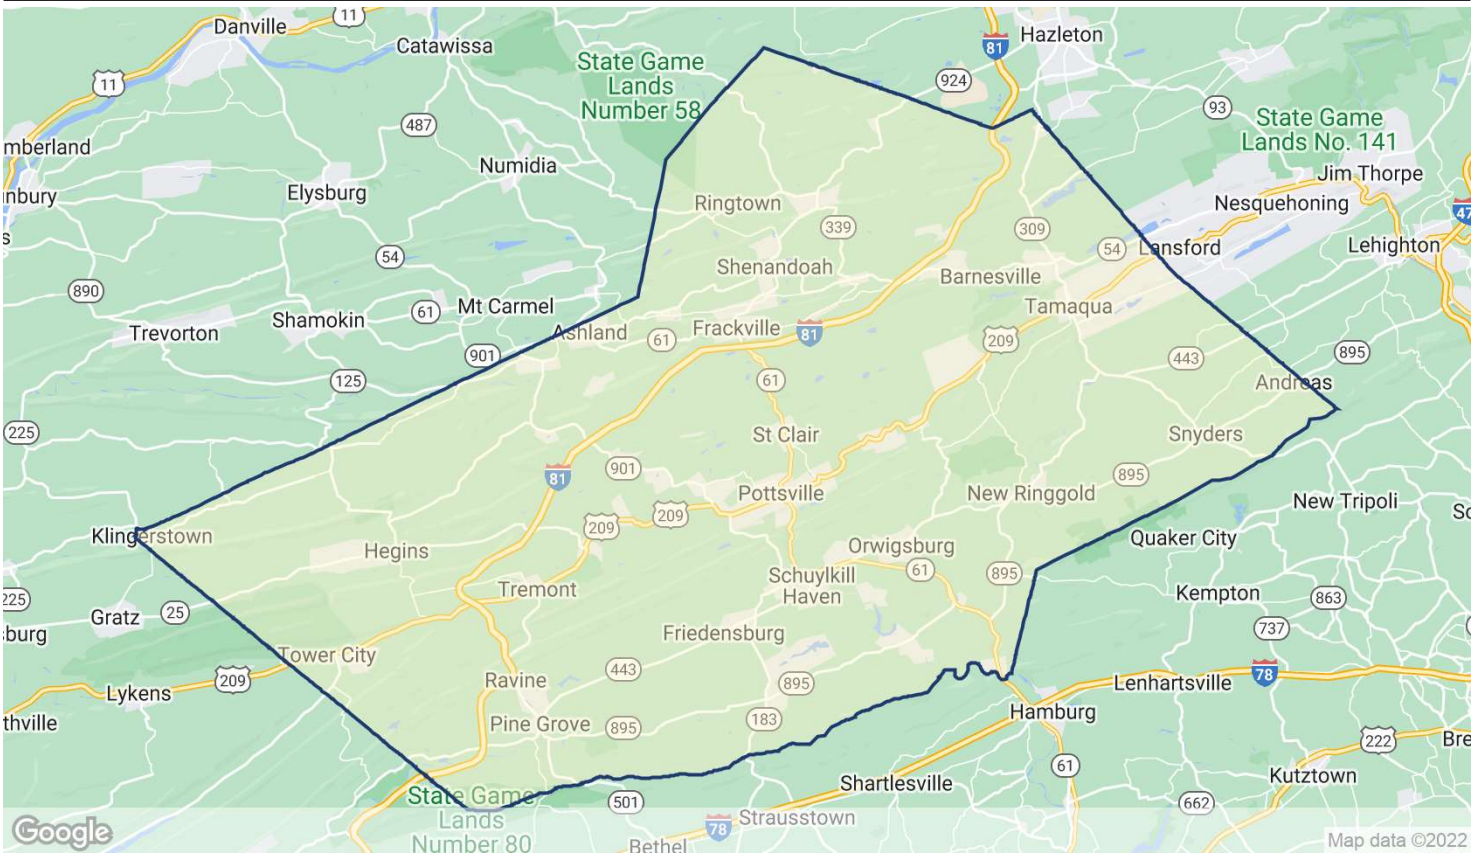 Danville
11
Catawissa
81
Hazleton
State Game
Lands
Number 58
924
11
93
State Game
Lands No. 141
487
mberland
Numidia
Jim Thorpe
Elysburg
nbury
Ringtown
Nesquehoning
47
339
309
s
54
Lansford
Lehighton
54
Shenandoah
Barnesville
890
Mt Carmel
61
Tamaqua
Shamokin
Trevorton
Ashland
61
Frackville
81
209
901
443
895
125
61
Andreas
225
St Clair
Snyders
901
81
895
Pottsville
New Ringgold
New Tripoli
209
209
Sc
Klingerstown
Hegins
Orwigsburg
Quaker City
61
895
Schuylkill
Haven
Tremont
225
Gratz
25
Kempton
863
sburg
Friedensburg
737
Tower City
443
209
Lykens
Ravine
895
78
Lenhartsville
thville
Pine Grove
895
183
Hamburg
222
Bre
61
Kutztown
Shartlesville
State Game
Lands
Number 80
501
662
78
Strausstown
Bethel
Google
Map data ©2022